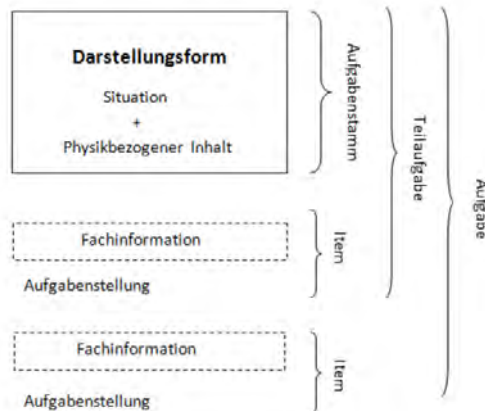 Darstellungsform
Situation
+
Physikbezogener Inhalt
Aufgabenstamm
Teilaufgabe
Aufgabe
Fachinformation
Aufgabenstellung
Item
Fachinformation
Aufgabenstellung
Item